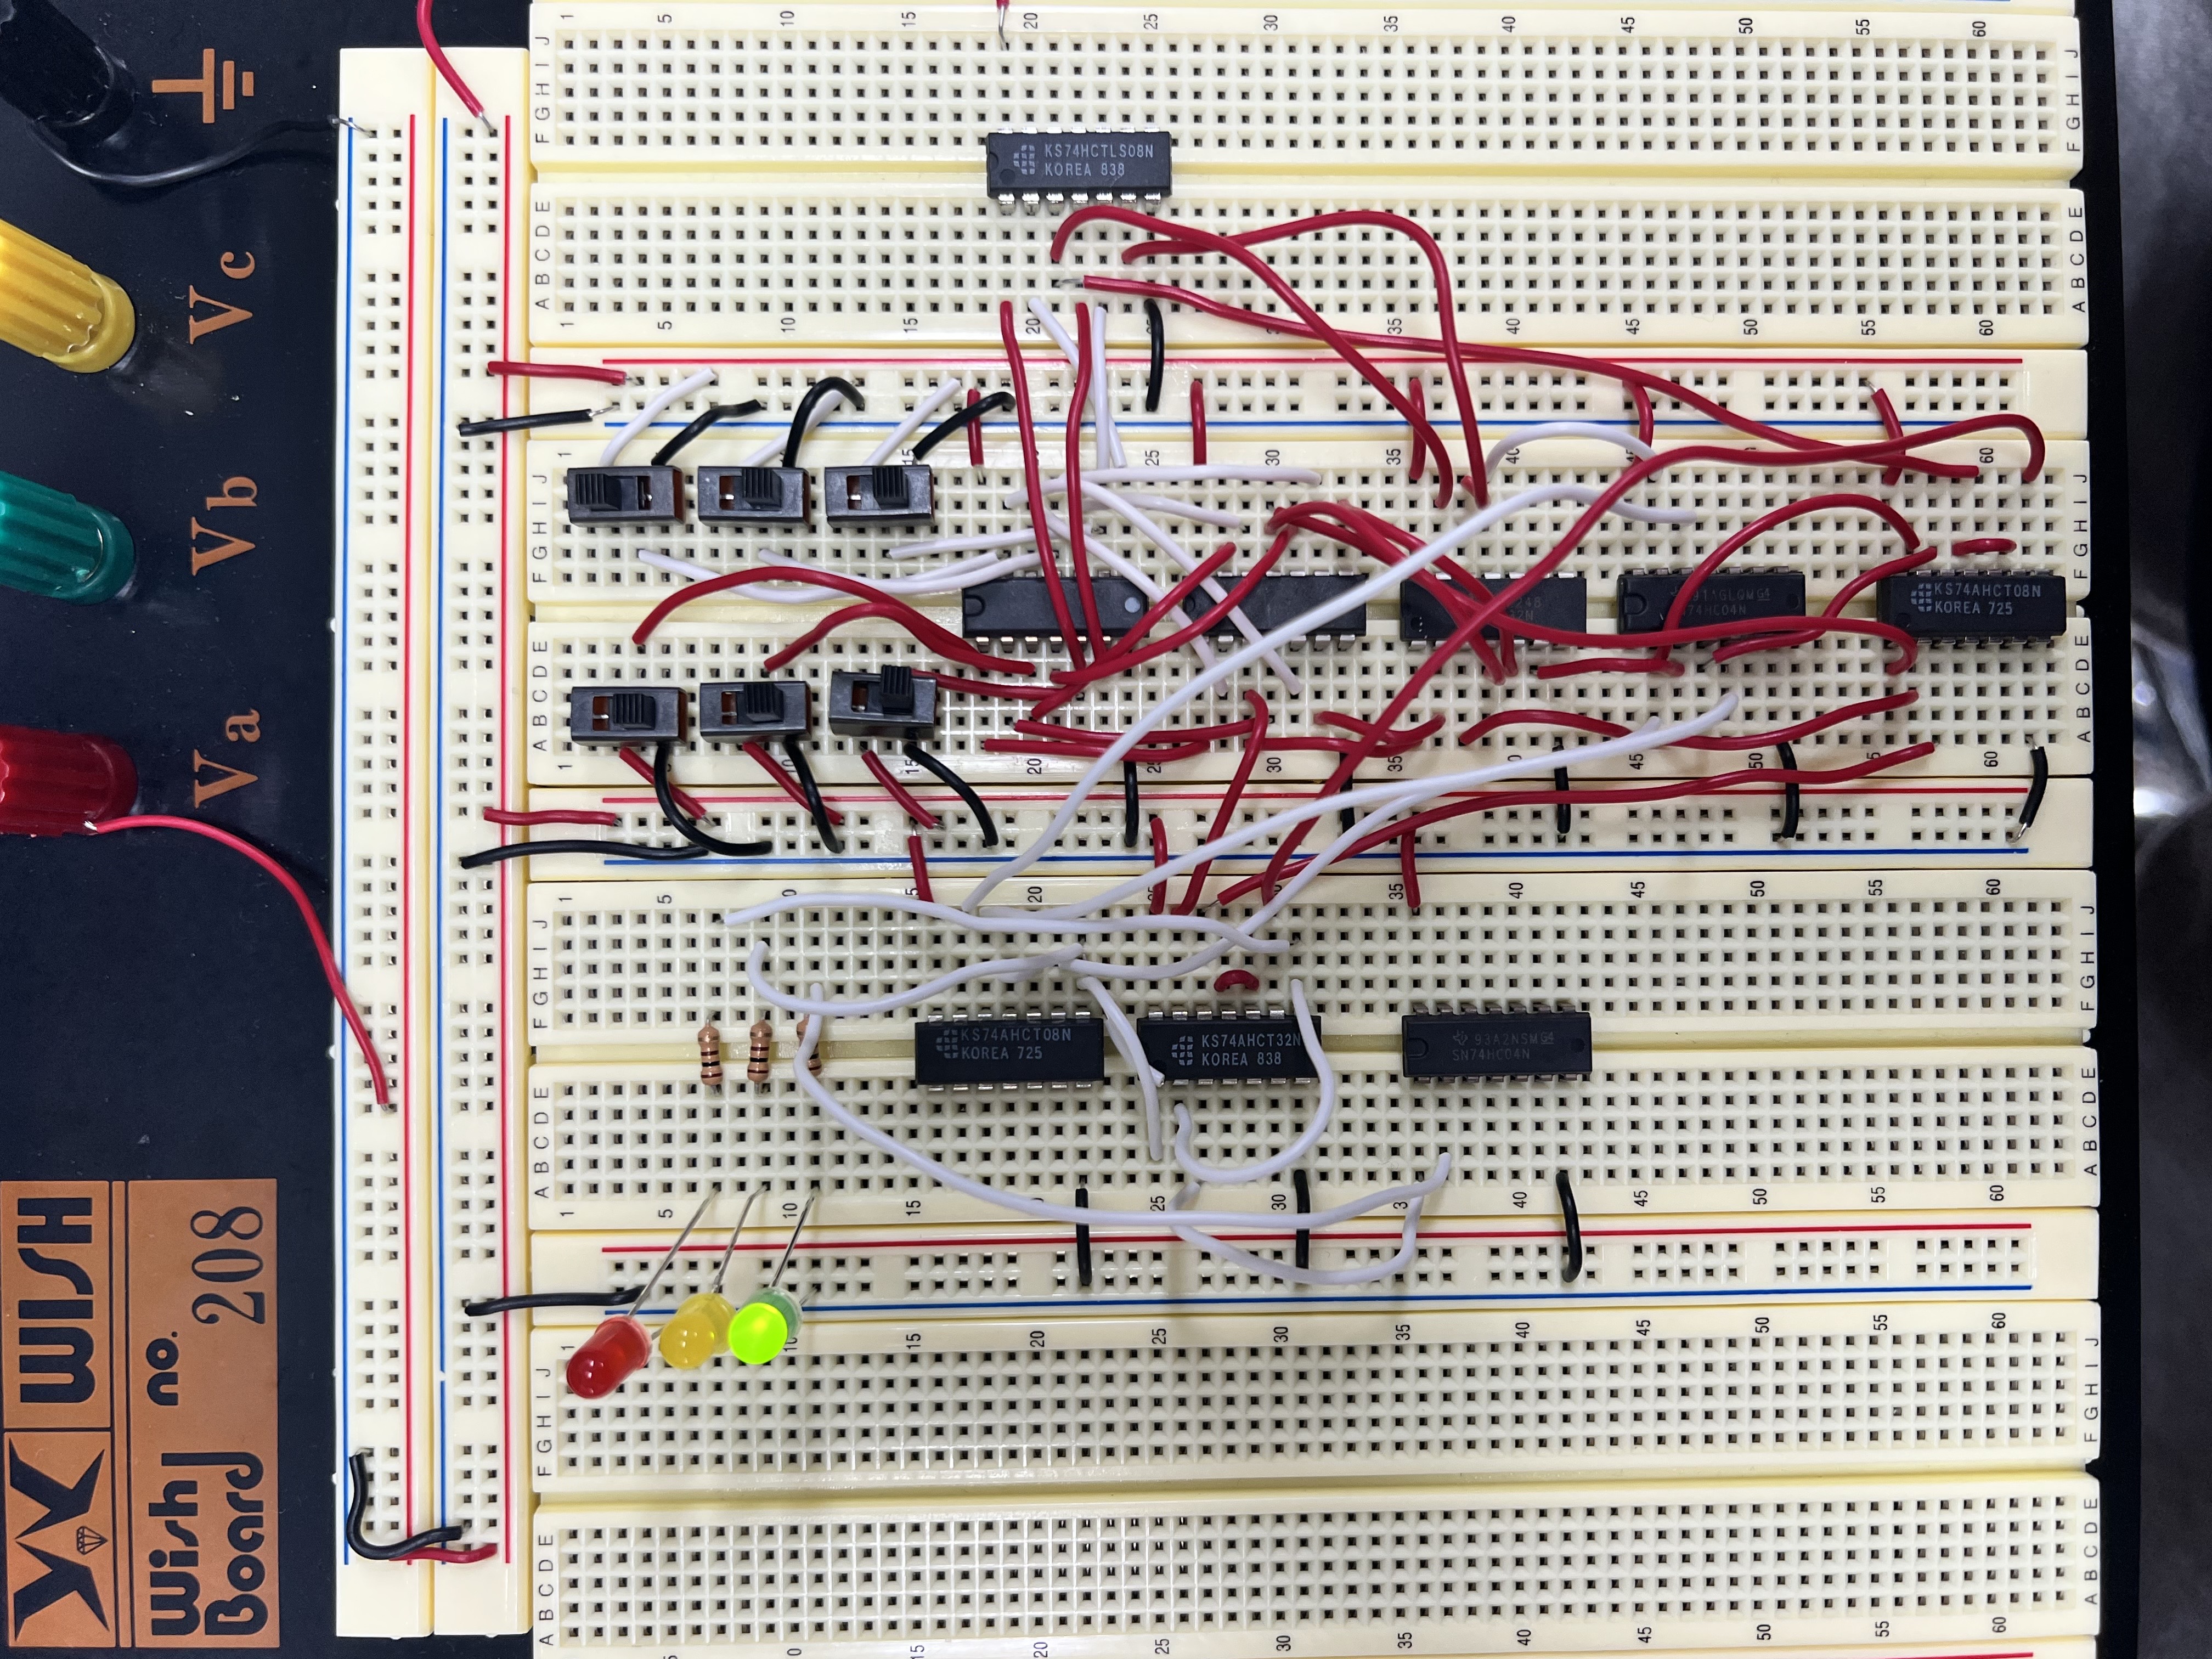 WISH
Wish
Board
no.
208
Va
Vb
Vc
A B C D E
F G H I J
A B C D E
F G H I J
A B C D E
F G H I J
A B C D E
F G H I J
1
5
10
15
20
25
30
35
40
45
50
55
60
KS74AHCT08N
KOREA 725
KS74AHCT32N
KOREA 838
93A2NSM
SN74HC04N
KS74HCTLS08N
KOREA 838
KS74AHCT08N
KOREA 725
A B C D E
F G H I J
A B C D E
F G H I J
A B C D E
F G H I J
A B C D E
F G H I J